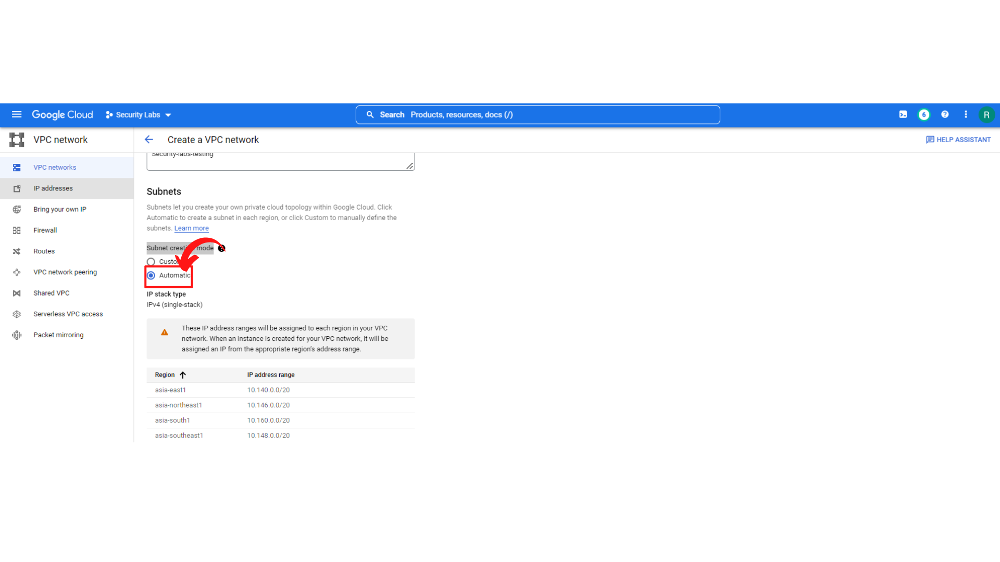 Google Cloud
Security Labs
Search Products, resources, docs (/)
6
R
VPC network
Create a VPC network
HELP ASSISTANT
VPC networks
IP addresses
Bring your own IP
Firewall
Routes
VPC network peering
Shared VPC
Serverless VPC access
Packet mirroring
Security-labs-testing
Subnets
Subnets let you create your own private cloud topology within Google Cloud. Click
Automatic to create a subnet in each region, or click Custom to manually define the
subnets. Learn more
Subnet creation mode
Automatic
IP stack type
IPv4 (single-stack)
These IP address ranges will be assigned to each region in your VPC
network. When an instance is created for your VPC network, it will be
assigned an IP from the appropriate region's address range.
Region IP address range
asia-east1 10.140.0.0/20
asia-northeast1 10.146.0.0/20
asia-south1 10.160.0.0/20
asia-southeast1 10.148.0.0/20